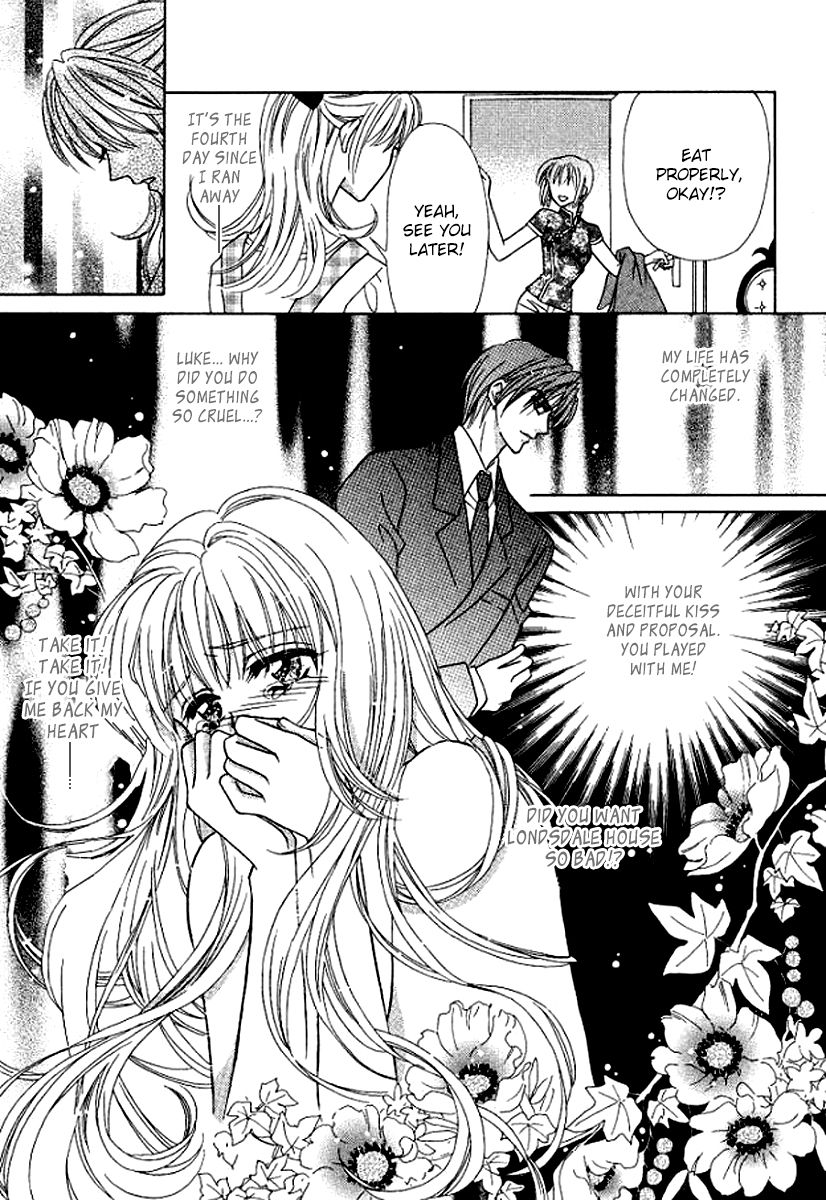 EAT
PROPERLY,
OKAY!?
YEAH,
SEE YOU
LATER!
IT'S THE
FOURTH
DAY SINCE
I RAN
AWAY
MY LIFE HAS
COMPLETELY
CHANGED.
LUKE... WHY
DID YOU DO
SOMETHING
SO CRUEL...?
WITH YOUR
DECEITFUL KISS
AND PROPOSAL.
YOU PLAYED
WITH ME!
DID YOU WANT
LONDSDALE HOUSE
SO BAD!?
TAKE IT!
TAKE IT!
IF YOU GIVE
ME BACK MY
HEART
......